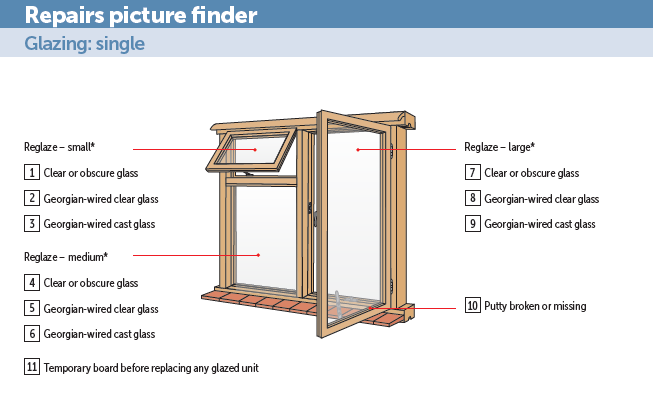 Repairs picture finder
Glazing: single
Reglaze – small*
1 Clear or obscure glass
2 Georgian-wired clear glass
3 Georgian-wired cast glass
Reglaze – medium*
4 Clear or obscure glass
5 Georgian-wired clear glass
6 Georgian-wired cast glass
11 Temporary board before replacing any glazed unit
Reglaze – large*
7 Clear or obscure glass
8 Georgian-wired clear glass
9 Georgian-wired cast glass
10 Putty broken or missing